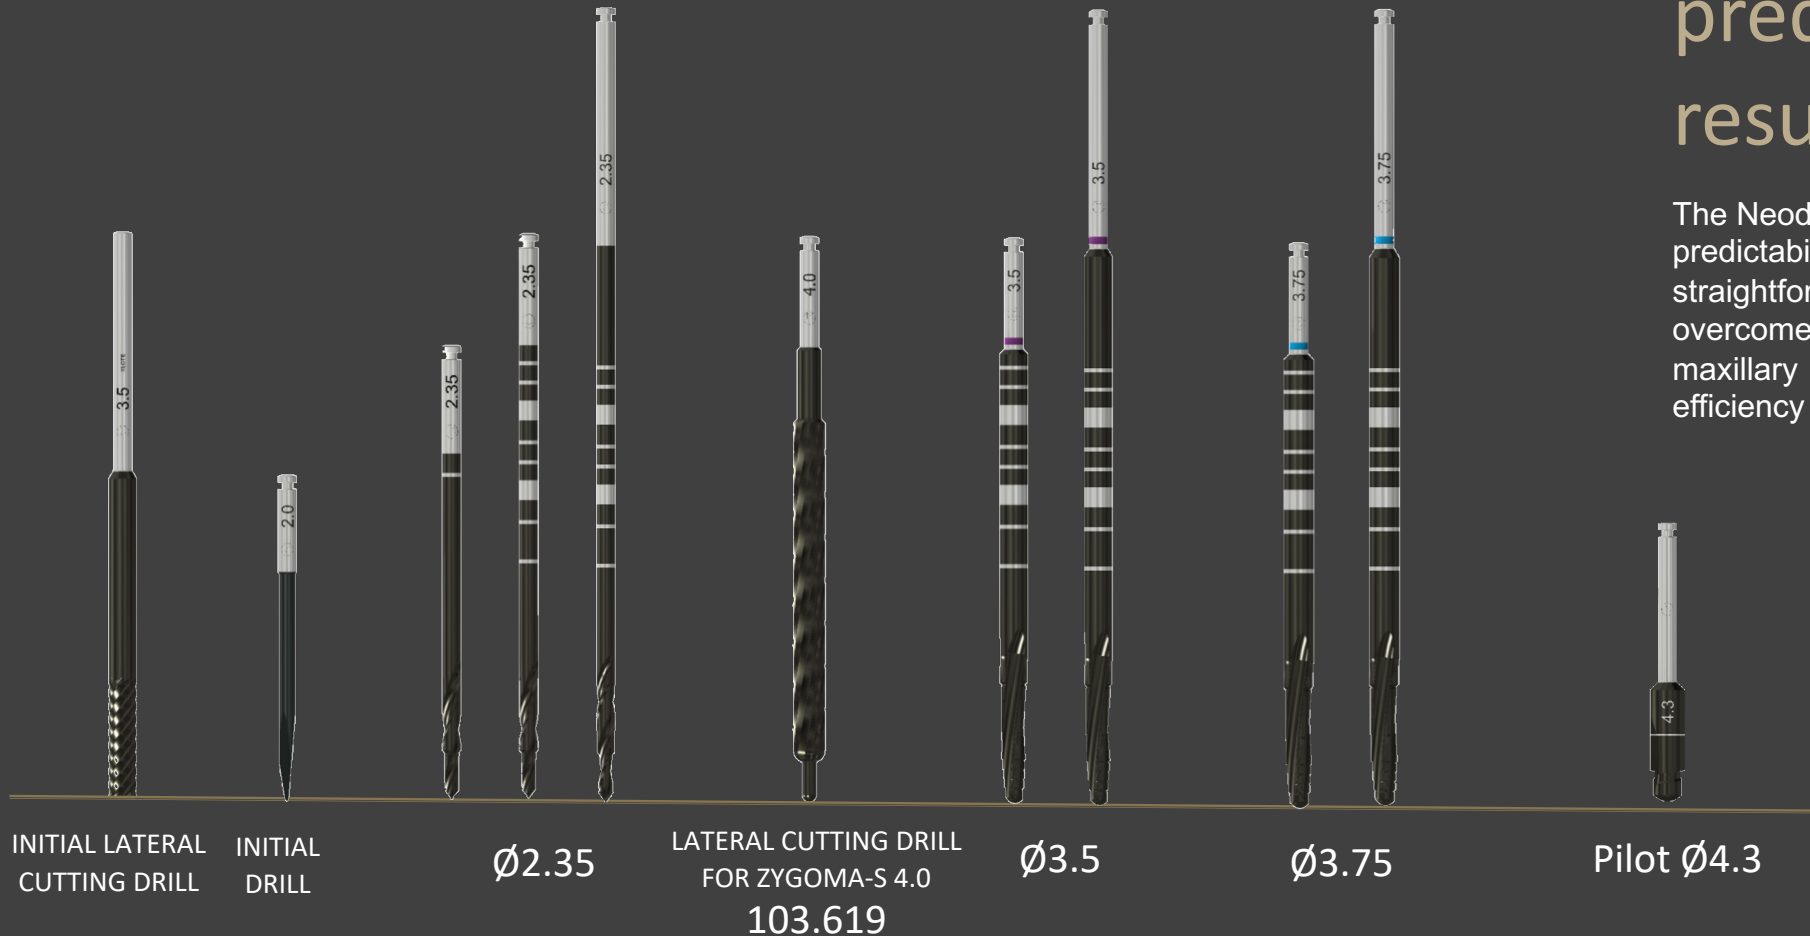 pred
resu
The Neod
predictabi
straightfor
overcome
maxillary
efficiency
3.5
2.0
2.35
2.35
2.35
4.0
3.5
3.5
3.75
3.75
4.3
INITIAL LATERAL
CUTTING DRILL
INITIAL
DRILL
Ø2.35
LATERAL CUTTING DRILL
FOR ZYGOMA-S 4.0
103.619
Ø3.5
Ø3.75
Pilot Ø4.3